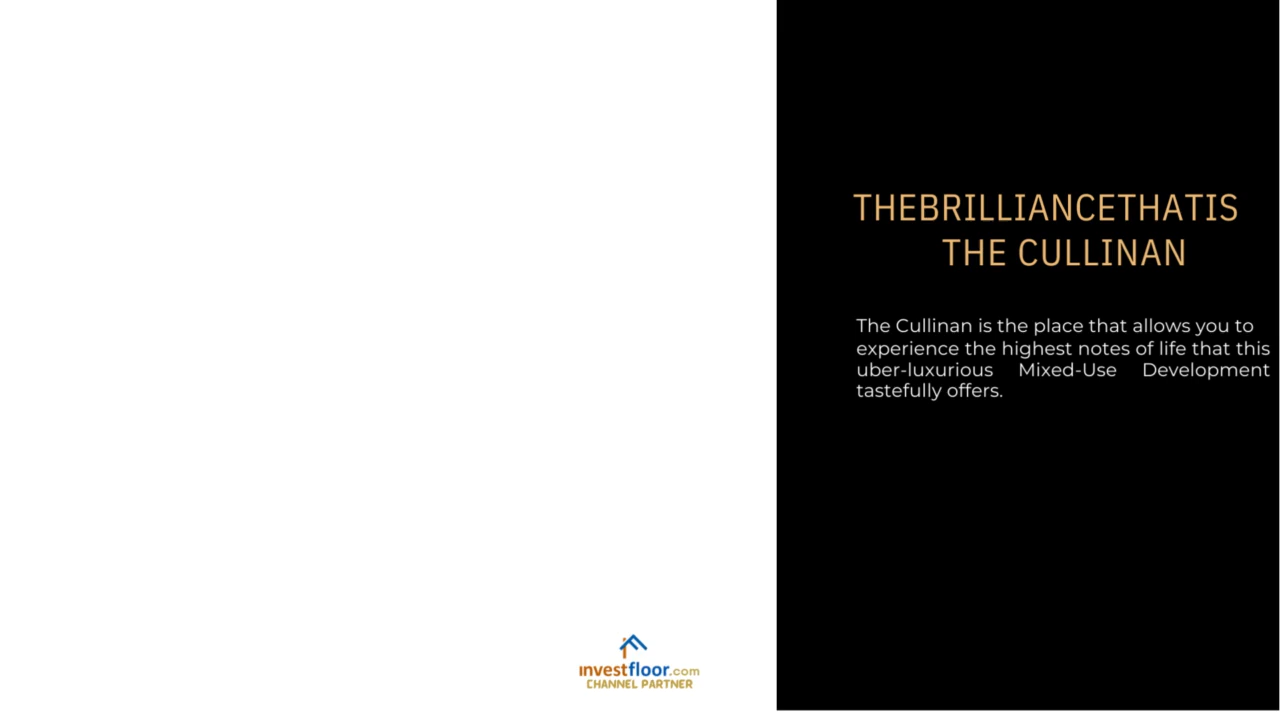 THEBRILLIANCETHATIS
THE CULLINAN
The Cullinan is the place that allows you to
experience the highest notes of life that this
uber-luxurious Mixed-Use Development
tastefully offers.
investfloor.com
CHANNEL PARTNER